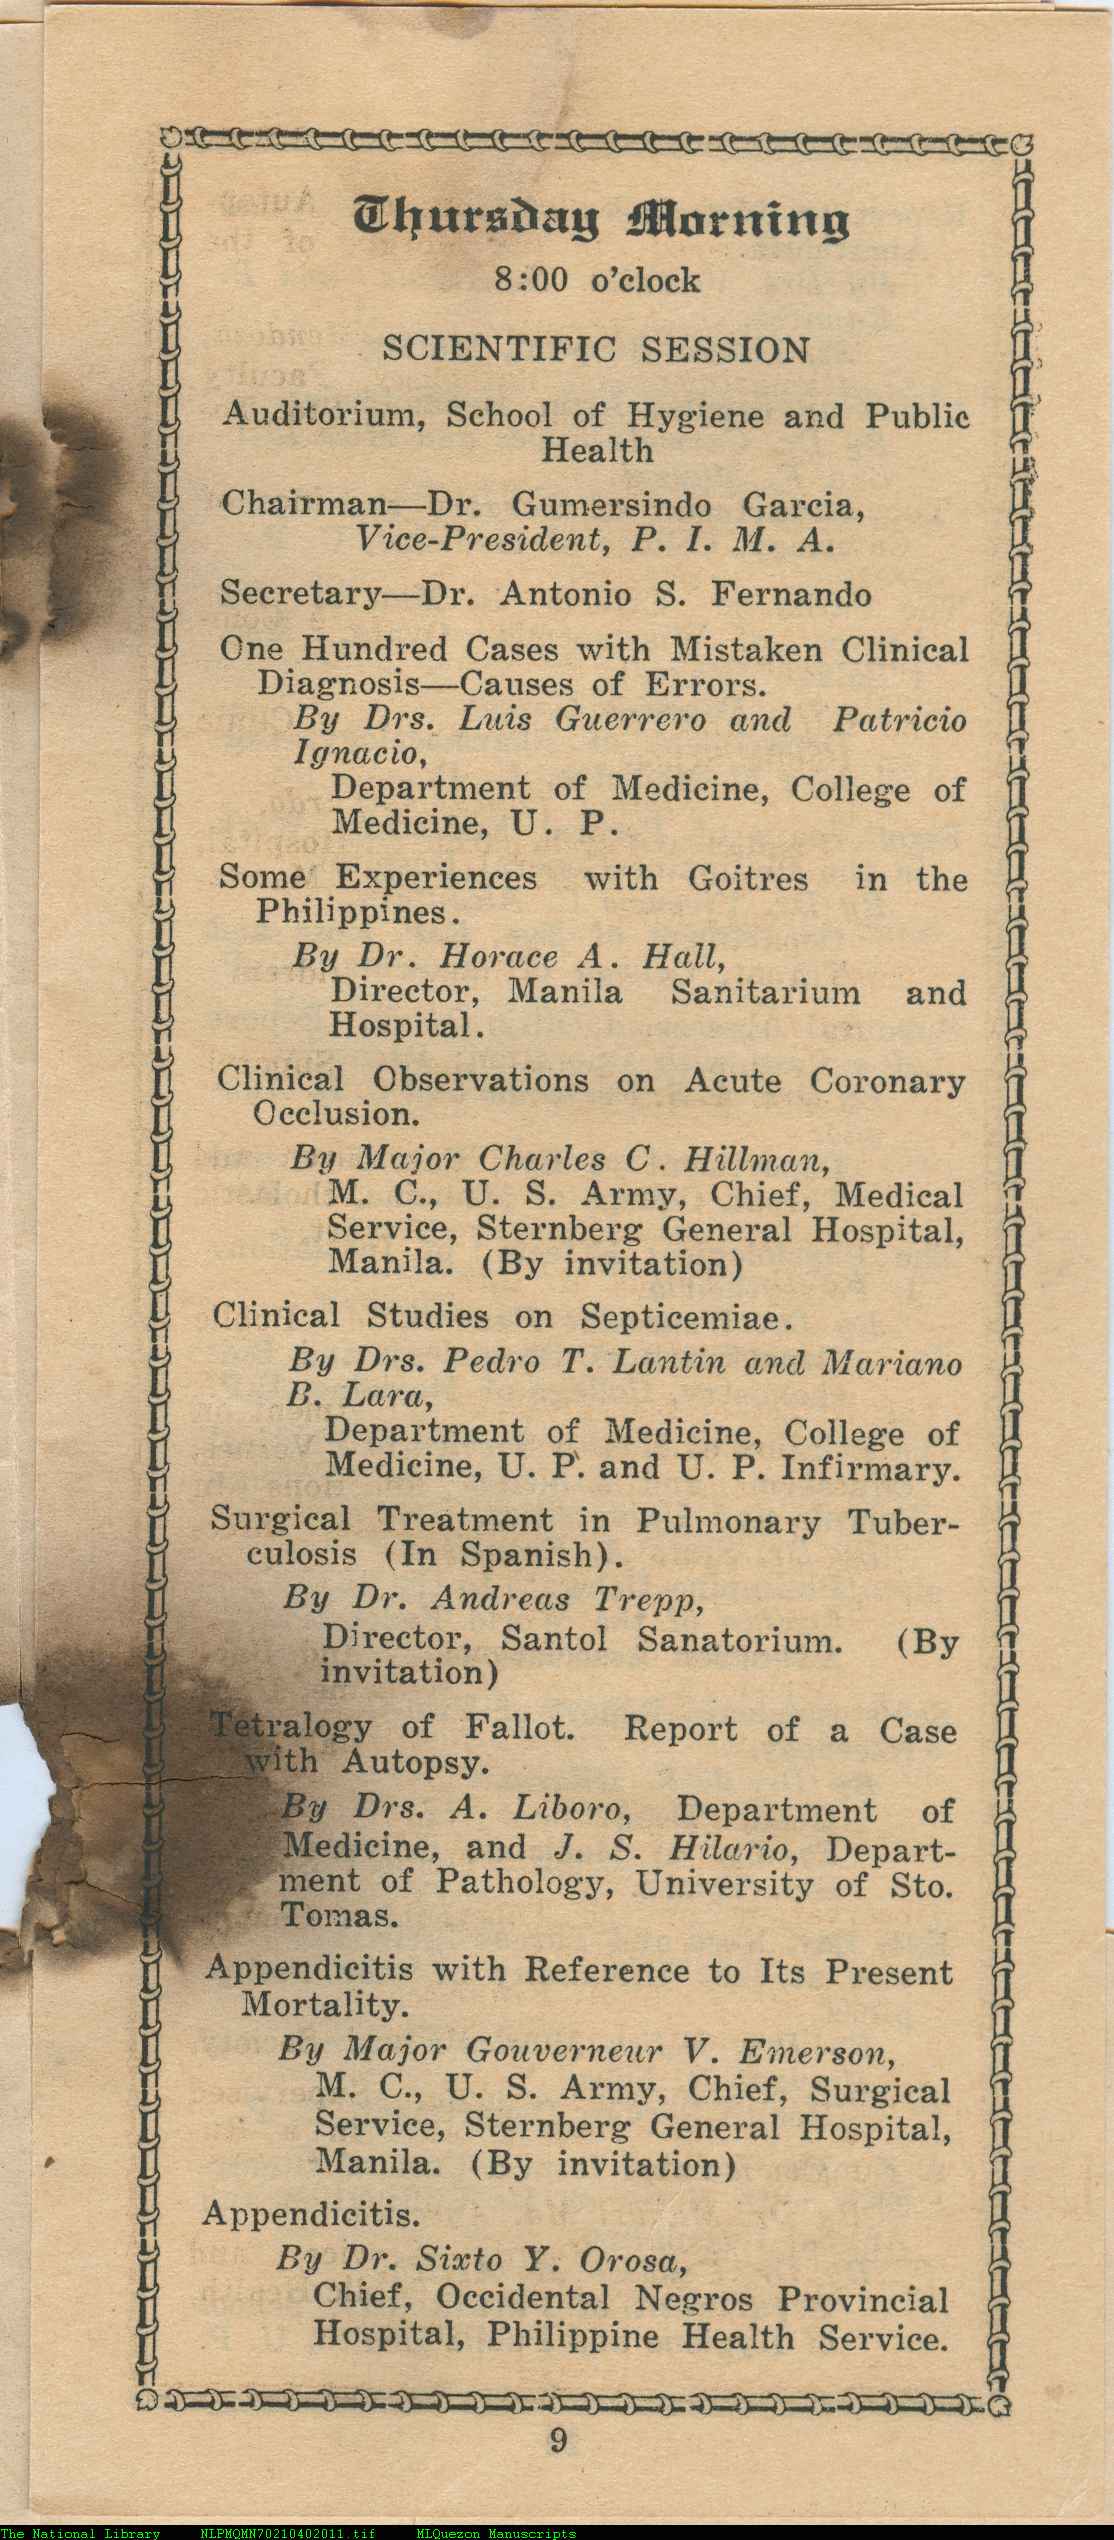 Thursday Morning
8:00 o'clock
SCIENTIFIC SESSION
Auditorium, School of Hygiene and Public
Health
Chairman—Dr. Gumersindo Garcia,
Vice-President, P. I. M. A.
Secretary—Dr. Antonio S. Fernando
One Hundred Cases with Mistaken Clinical
Diagnosis—Causes of Errors.
By Drs. Luis Guerrero and Patricio
Ignacio,
Department of Medicine, College of
Medicine, U. P.
Some Experiences with Goitres in the
Philippines.
By Dr. Horace A. Hall,
Director, Manila Sanitarium and
Hospital.
Clinical Observations on Acute Coronary
Occlusion.
By Major Charles C. Hillman,
M. C., U. S. Army, Chief, Medical
Service, Sternberg General Hospital,
Manila. (By invitation)
Clinical Studies on Septicemiae.
By Drs. Pedro T. Lantin and Mariano
B. Lara,
Department of Medicine, College of
Medicine, U. P. and U. P. Infirmary.
Surgical Treatment in Pulmonary Tuber-
culosis (In Spanish).
By Dr. Andreas Trepp,
Director, Santol Sanatorium. (By
invitation)
Tetralogy of Fallot. Report of a Case
with Autopsy.
By Drs. A. Liboro, Department of
Medicine, and J. S. Hilario, Depart-
ment of Pathology, University of Sto.
Tomas.
Appendicitis with Reference to Its Present
Mortality.
By Major Gouverneur V. Emerson,
M. C., U. S. Army, Chief, Surgical
Service, Sternberg General Hospital,
Manila. (By invitation)
Appendicitis.
By Dr. Sixto Y. Orosa,
Chief, Occidental Negros Provincial
Hospital, Philippine Health Service.
9
The National Library NLPMQMN70210402011.tif MLQuezon Manuscripts